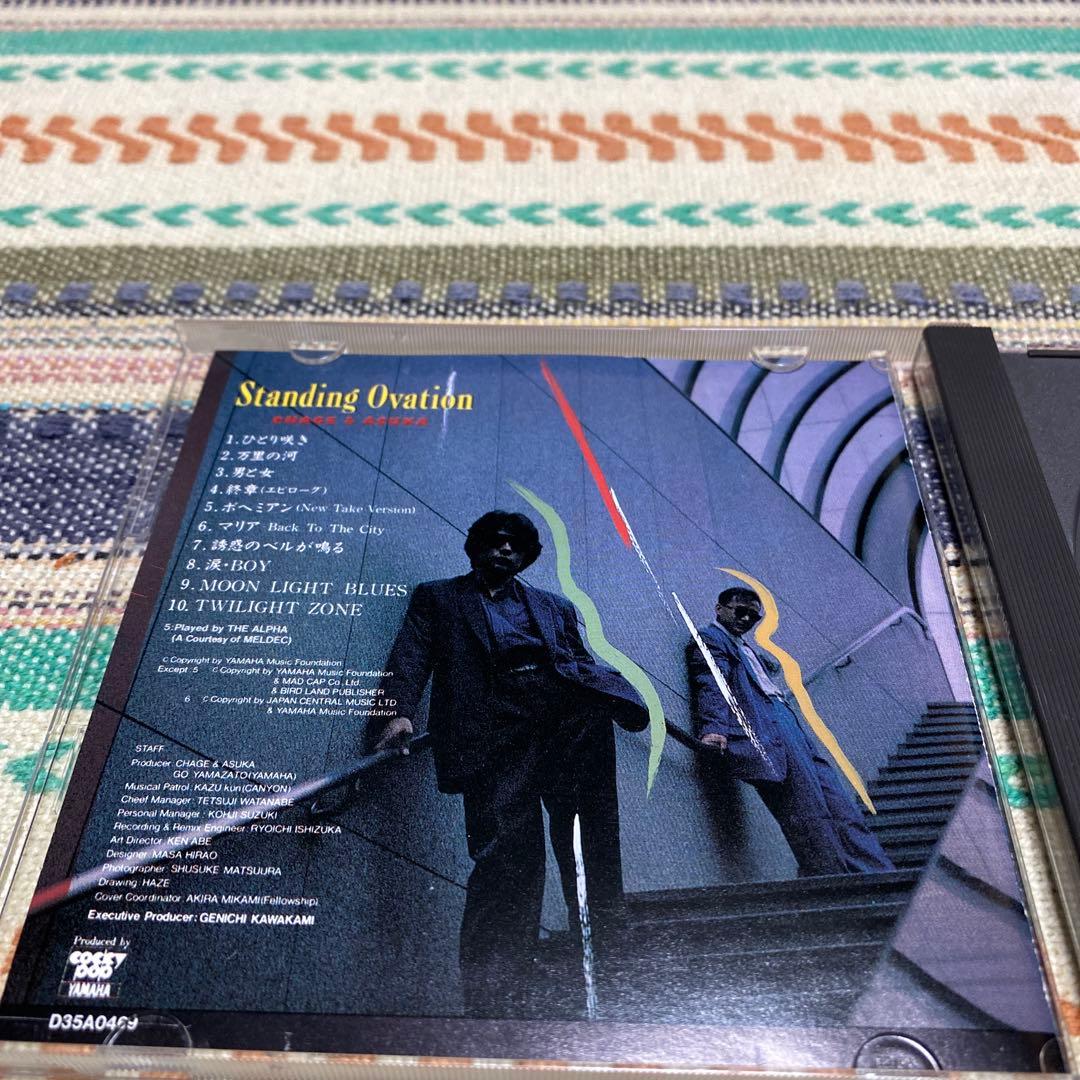 Standing Ovation
CHAGE & ASUKA
1.ひとり咲き
2.万里の河
3.男と女
4.終章(エピローグ)
5.ボヘミアン(New Take Version)
6.マリア Back To The City
7.誘惑のベルが鳴る
8.涙・BOY
9.MOON LIGHT BLUES
10.TWILIGHT ZONE
5:Played by THE ALPHA
(A Courtesy of MELDEC)
C Copyright by YAMAHA Music Foundation
Except 5 C Copyright by YAMAHA Music Foundation
& MAD CAP Co., Ltd.
& BIRD LAND PUBLISHER
6 C Copyright by JAPAN CENTRAL MUSIC LTD
& YAMAHA Music Foundation
STAFF
Producer: CHAGE & ASUKA
GO YAMAZATO(YAMAHA)
Musical Patrol: KAZU kun(CANYON)
Cheef Manager: TETSUJI WATANABE
Personal Manager: KOHJI SUZUKI
Recording & Remix Engineer: RYOICHI ISHIZUKA
Art Director: KEN ABE
Designer: MASA HIRAO
Photographer: SHUSUKE MATSUURA
Drawing: HAZE
Cover Coordinator: AKIRA MIKAMI(Fellowship)
Executive Producer: GENICHI KAWAKAMI
Produced by
cocky pop
YAMAHA
D35A0469